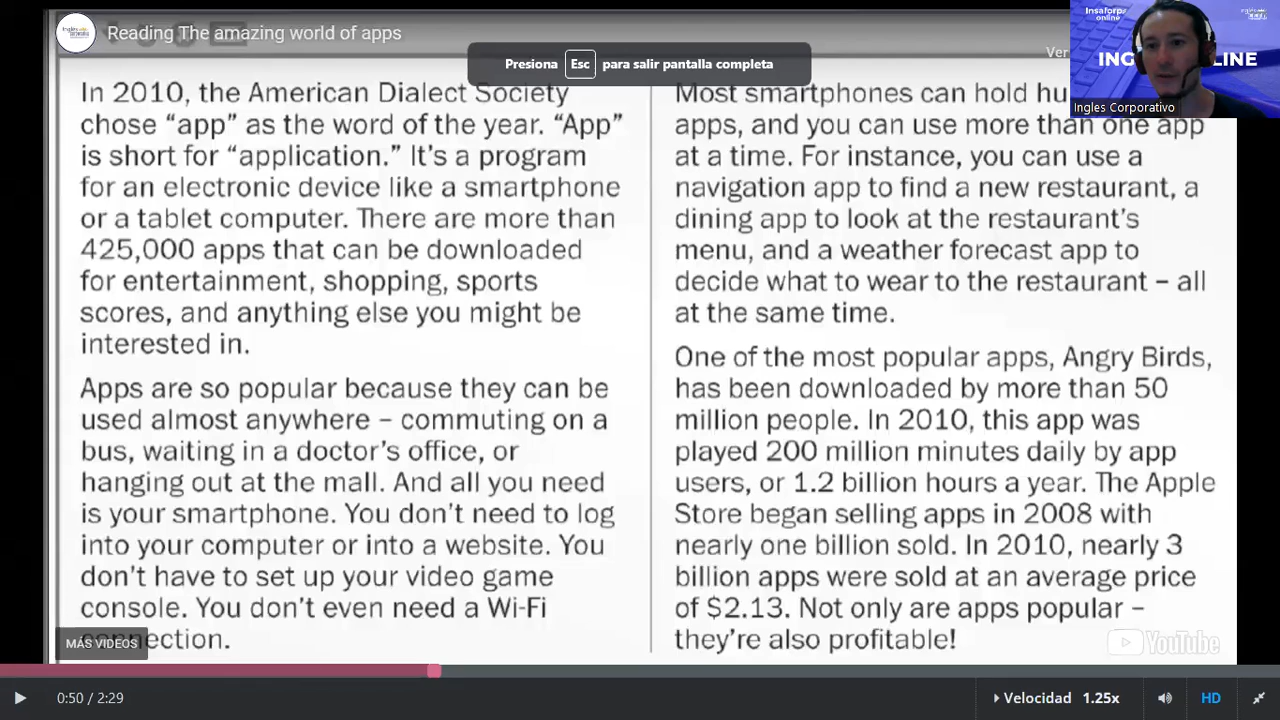 Reading The amazing world of apps
Presiona Esc para salir pantalla completa
Ver
Insaforp
online
ING LINE
Ingles Corporativo
In 2010, the American Dialect Society
chose “app” as the word of the year. “App”
is short for “application.” It’s a program
for an electronic device like a smartphone
or a tablet computer. There are more than
425,000 apps that can be downloaded
for entertainment, shopping, sports
scores, and anything else you might be
interested in.
Apps are so popular because they can be
used almost anywhere – commuting on a
bus, waiting in a doctor’s office, or
hanging out at the mall. And all you need
is your smartphone. You don’t need to log
into your computer or into a website. You
don’t have to set up your video game
console. You don’t even need a Wi-Fi
connection.
MÁS VIDEOS
Most smartphones can hold hu
apps, and you can use more than one app
at a time. For instance, you can use a
navigation app to find a new restaurant, a
dining app to look at the restaurant’s
menu, and a weather forecast app to
decide what to wear to the restaurant – all
at the same time.
One of the most popular apps, Angry Birds,
has been downloaded by more than 50
million people. In 2010, this app was
played 200 million minutes daily by app
users, or 1.2 billion hours a year. The Apple
Store began selling apps in 2008 with
nearly one billion sold. In 2010, nearly 3
billion apps were sold at an average price
of $2.13. Not only are apps popular –
they’re also profitable!
YouTube
0:50 / 2:29
Velocidad 1.25x
HD